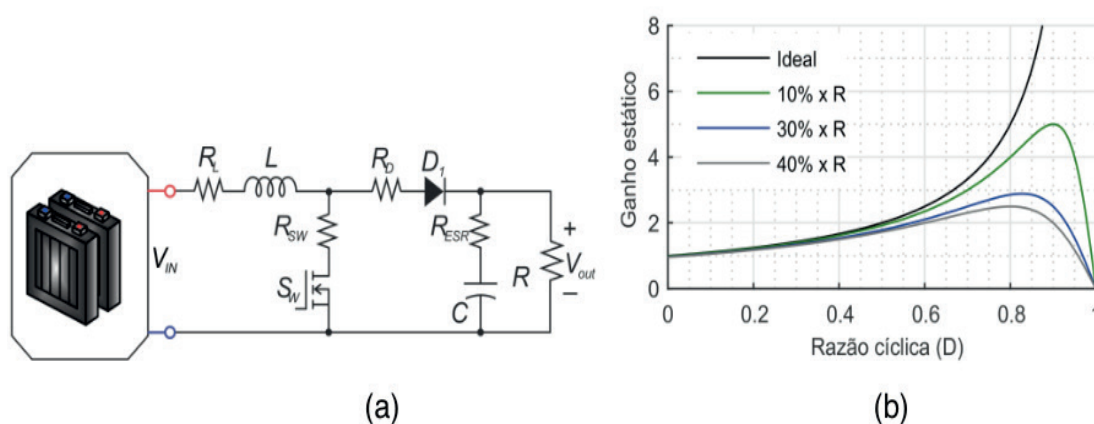 R_L
L
R_D
D_1
R_SW
R_ESR
V_IN
S_W
C
R
+
V_out
−
(a)
Ganho estático
8
6
4
2
0
Ideal
10% x R
30% x R
40% x R
0
0.2
0.4
0.6
0.8
1
Razão cíclica (D)
(b)